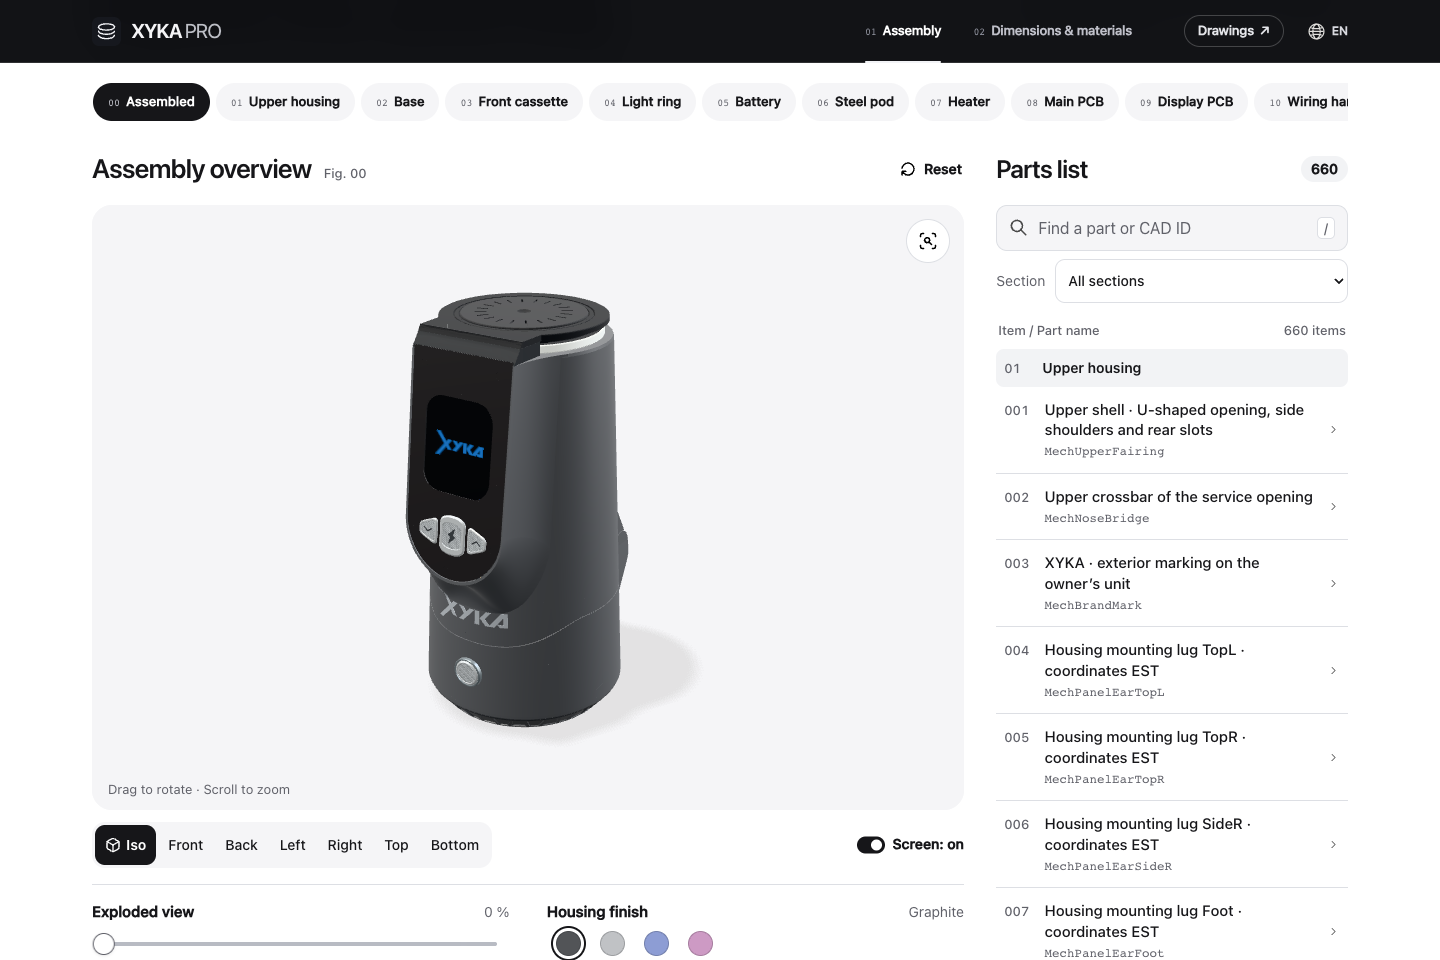 XYKA PRO
01 Assembly
02 Dimensions & materials
Drawings
EN
00 Assembled
01 Upper housing
02 Base
03 Front cassette
04 Light ring
05 Battery
06 Steel pod
07 Heater
08 Main PCB
09 Display PCB
10 Wiring har
Assembly overview Fig. 00
Reset
XYKA
XYKA
Drag to rotate · Scroll to zoom
Iso
Front
Back
Left
Right
Top
Bottom
Screen: on
Exploded view
0 %
Housing finish
Graphite
Parts list
660
Find a part or CAD ID
/
Section
All sections
Item / Part name
660 items
01 Upper housing
001 Upper shell · U-shaped opening, side
shoulders and rear slots
MechUpperFairing
002 Upper crossbar of the service opening
MechNoseBridge
003 XYKA · exterior marking on the
owner’s unit
MechBrandMark
004 Housing mounting lug TopL ·
coordinates EST
MechPanelEarTopL
005 Housing mounting lug TopR ·
coordinates EST
MechPanelEarTopR
006 Housing mounting lug SideR ·
coordinates EST
MechPanelEarSideR
007 Housing mounting lug Foot ·
coordinates EST
MechPanelEarFoot